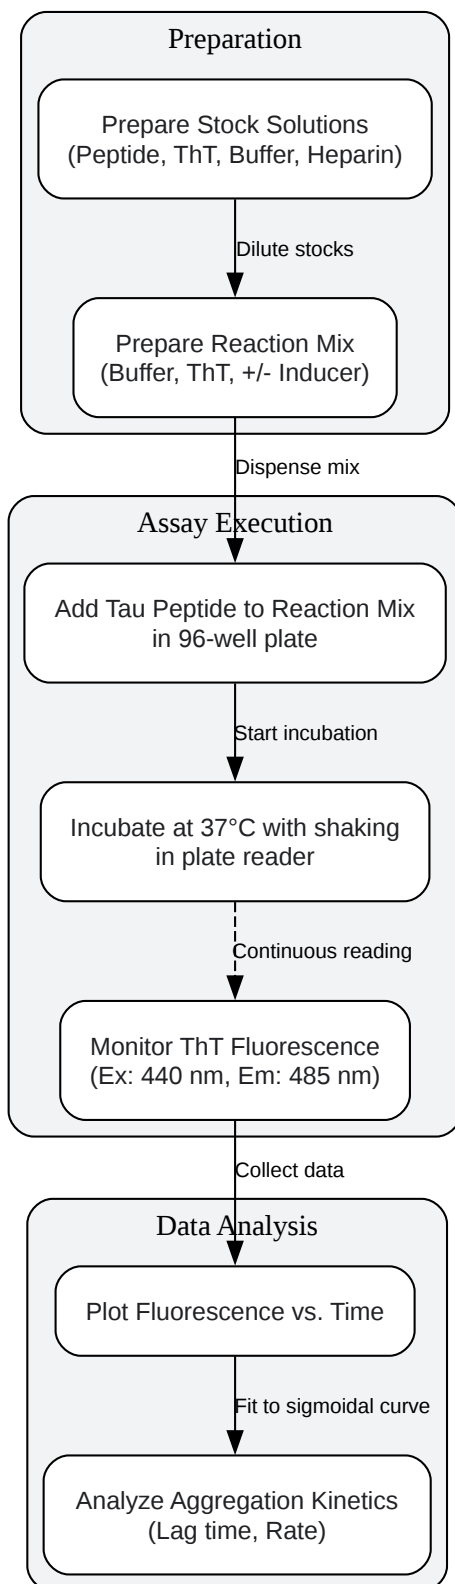 Preparation
Prepare Stock Solutions
(Peptide, ThT, Buffer, Heparin)
Dilute stocks
Prepare Reaction Mix
(Buffer, ThT, +/- Inducer)
Dispense mix
Assay Execution
Add Tau Peptide to Reaction Mix
in 96-well plate
Start incubation
Incubate at 37°C with shaking
in plate reader
Continuous reading
Monitor ThT Fluorescence
(Ex: 440 nm, Em: 485 nm)
Collect data
Data Analysis
Plot Fluorescence vs. Time
Fit to sigmoidal curve
Analyze Aggregation Kinetics
(Lag time, Rate)